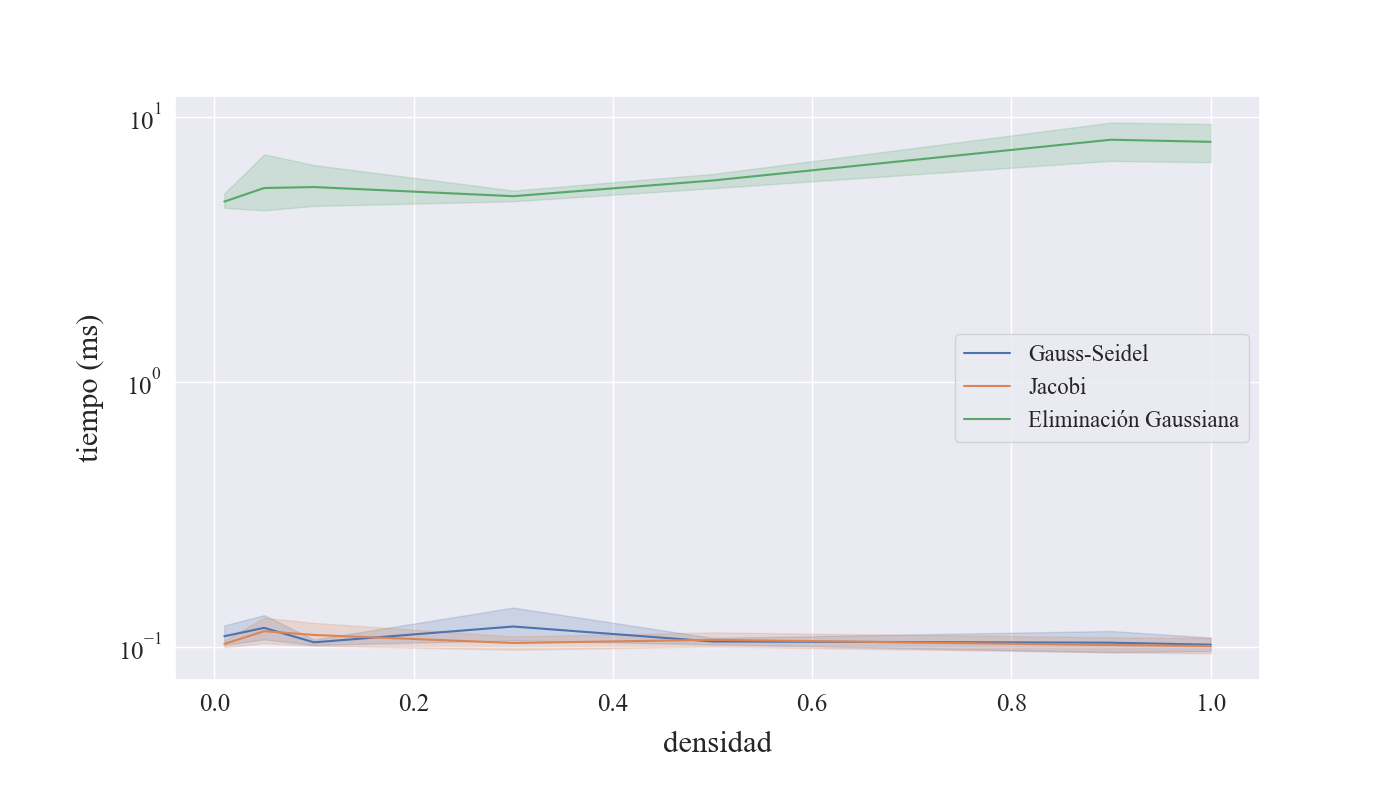 10^1
10^0
10^-1
tiempo (ms)
Gauss-Seidel
Jacobi
Eliminación Gaussiana
0.0 0.2 0.4 0.6 0.8 1.0
densidad